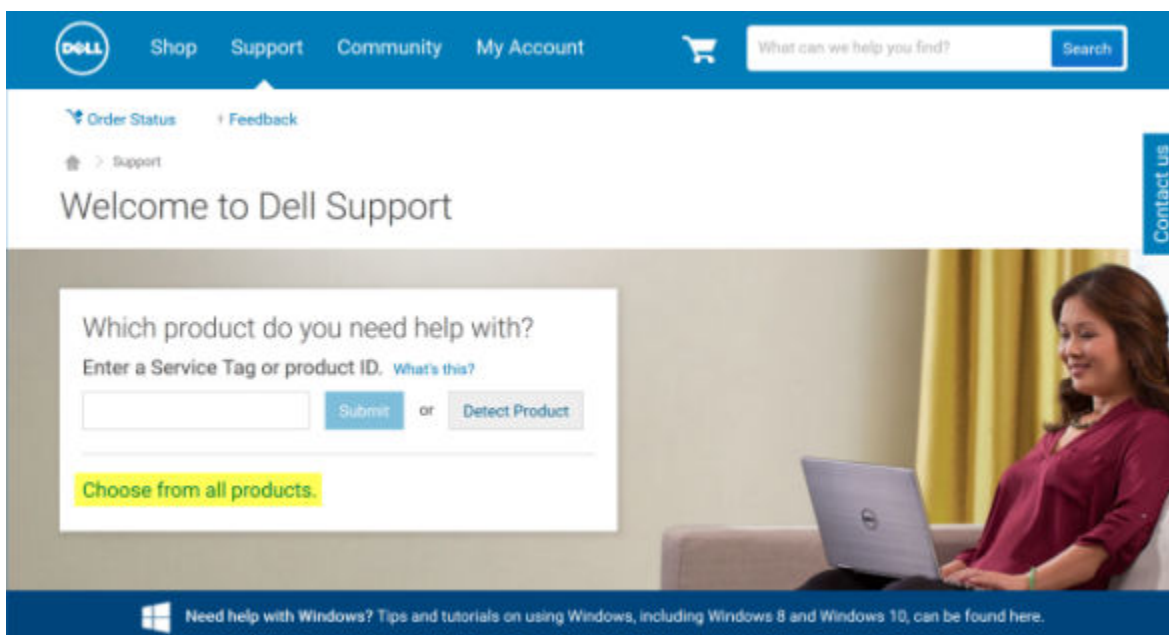 DELL Shop Support Community My Account What can we help you find? Search
Order Status Feedback
Support
Contact us
Welcome to Dell Support
Which product do you need help with?
Enter a Service Tag or product ID. What's this?
Submit or Detect Product
Choose from all products.
Need help with Windows? Tips and tutorials on using Windows, including Windows 8 and Windows 10, can be found here.